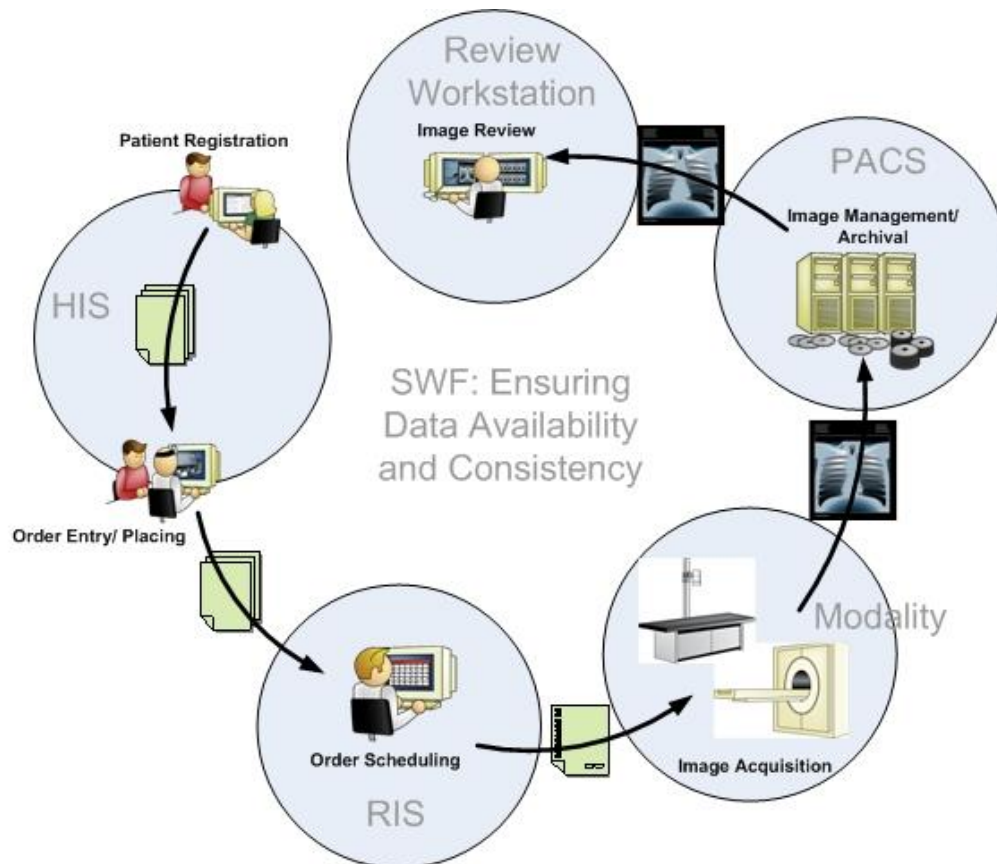 Review
Workstation
Image Review
Patient Registration
PACS
Image Management/
Archival
HIS
SWF: Ensuring
Data Availability
and Consistency
Order Entry/ Placing
Modality
Order Scheduling
Image Acquisition
RIS